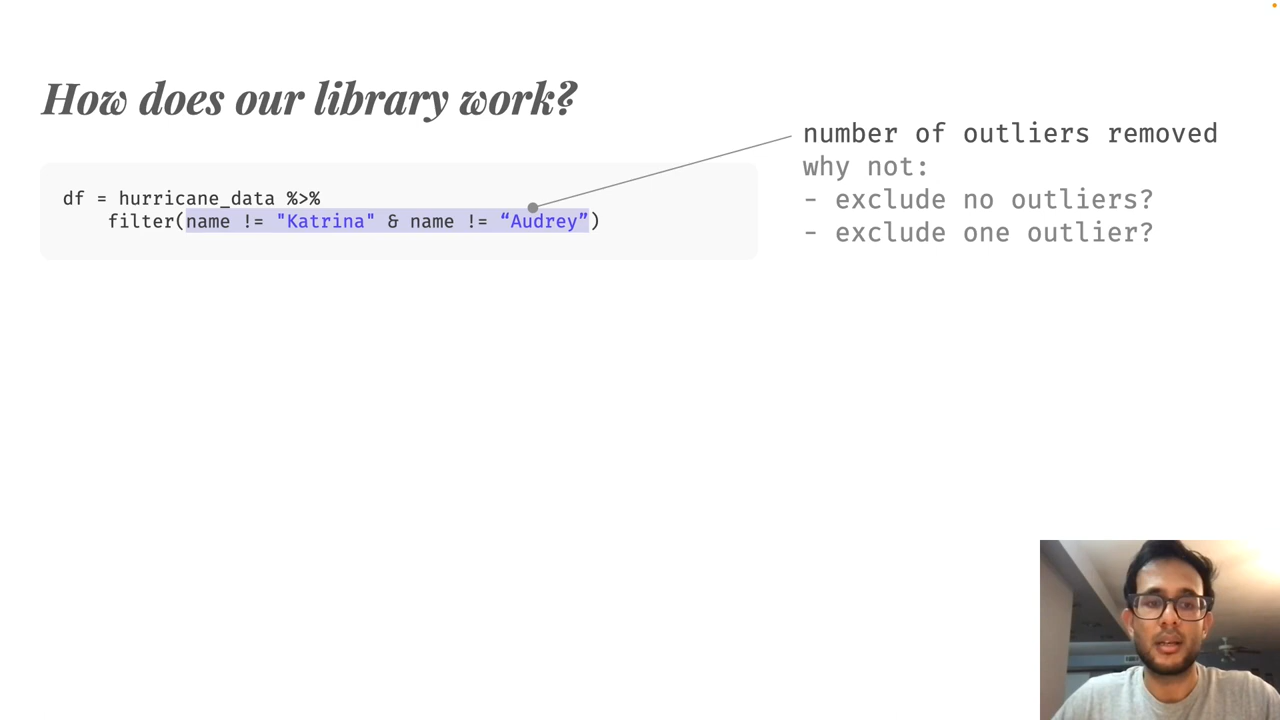 How does our library work?
df = hurricane_data %>%
filter(name != "Katrina" & name != “Audrey”)
number of outliers removed
why not:
- exclude no outliers?
- exclude one outlier?